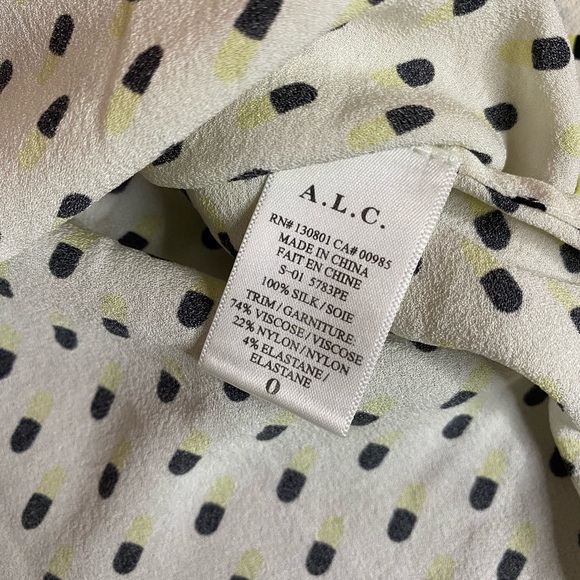 A.L.C.
RN# 130801 CA# 00985
MADE IN CHINA
FAIT EN CHINE
S-01 5783PE
100% SILK/SOIE
TRIM/GARNITURE:
74% VISCOSE/VISCOSE
22% NYLON/NYLON
4% ELASTANE/
ELASTANE
0